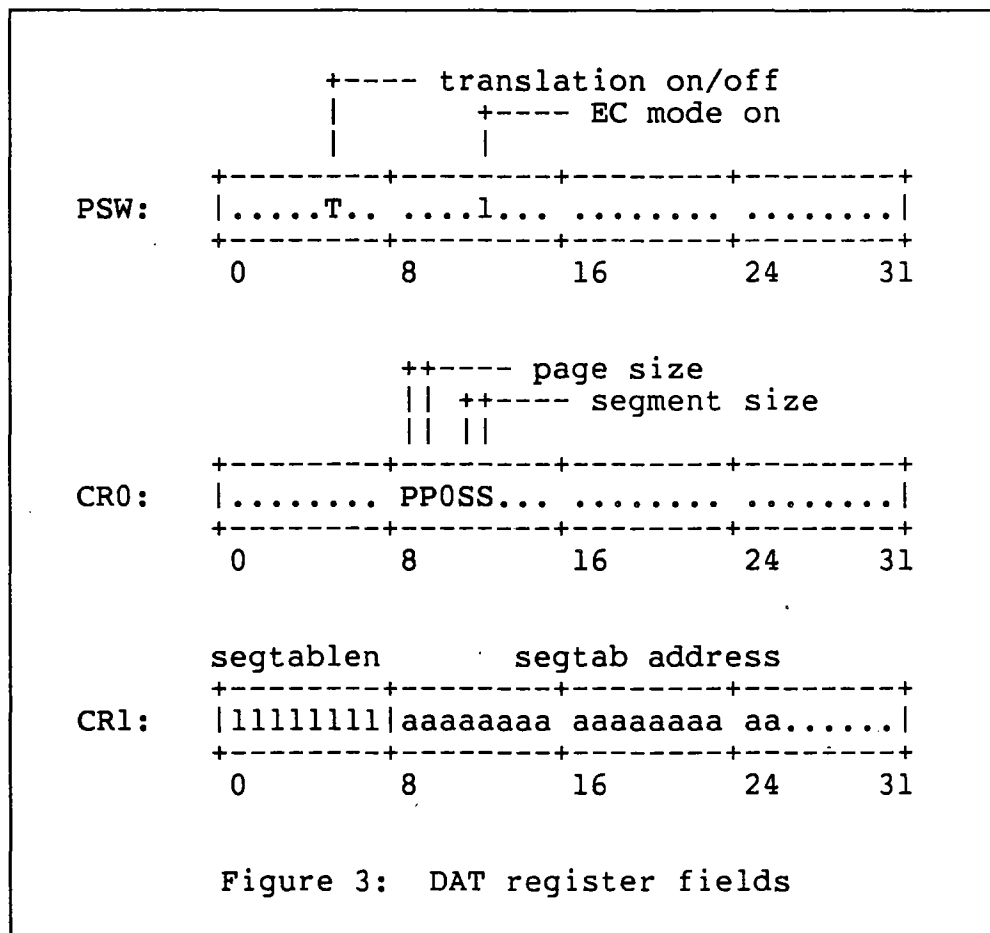 +---- translation on/off
|        +---- EC mode on
|        |
+--------+--------+--------+--------+
PSW: |.....T.. ....1... ........ ........|
+--------+--------+--------+--------+
0 8 16 24 31
++---- page size
|| ++---- segment size
|| ||
+--------+--------+--------+--------+
CR0: |........ PP0SS... ........ ........|
+--------+--------+--------+--------+
0 8 16 24 31
segtablen segtab address
+--------+--------+--------+--------+
CR1: |llllllll|aaaaaaaa aaaaaaaa aa......|
+--------+--------+--------+--------+
0 8 16 24 31
Figure 3: DAT register fields